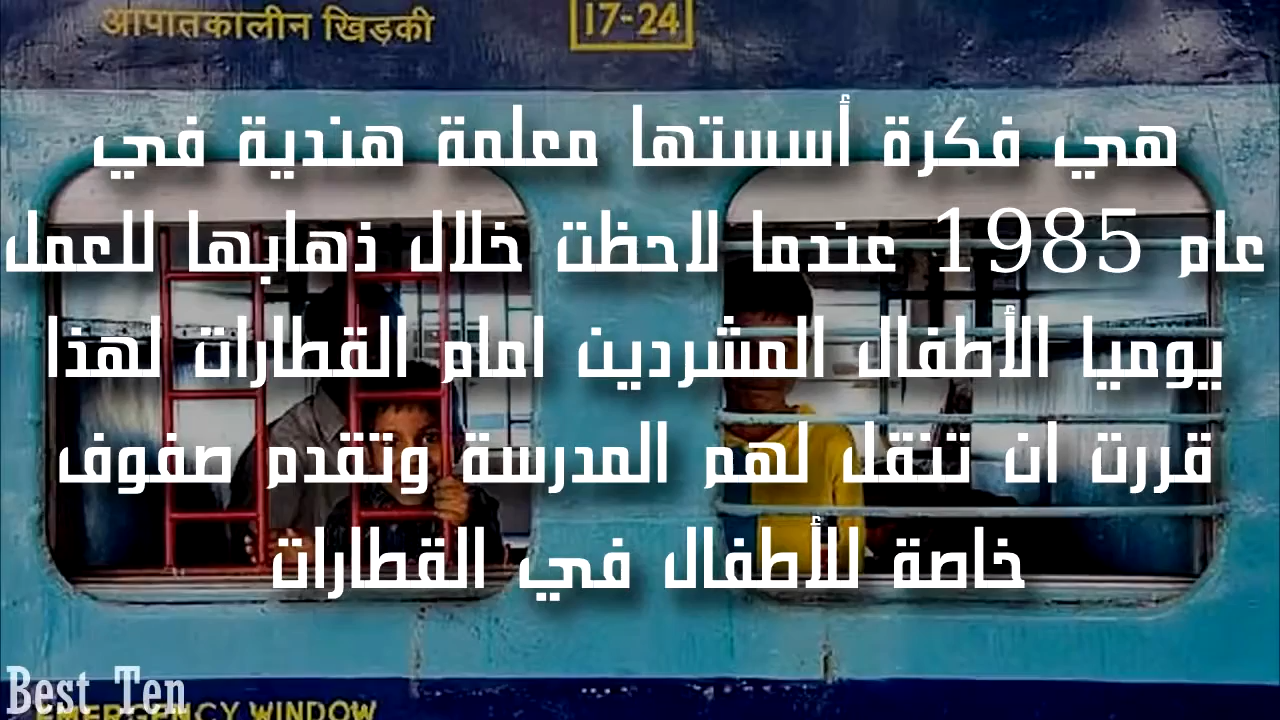 आपातकालीन खिड़की
17-24
هي فكرة أسستها معلمة هندية في
عام 1985 عندما لاحظت خلال ذهابها للعمل
يوميا الأطفال المشردين امام القطارات لهذا
قررت ان تنقل لهم المدرسة وتقدم صفوف
خاصة للأطفال في القطارات
Best Ten
EMERGENCY WINDOW